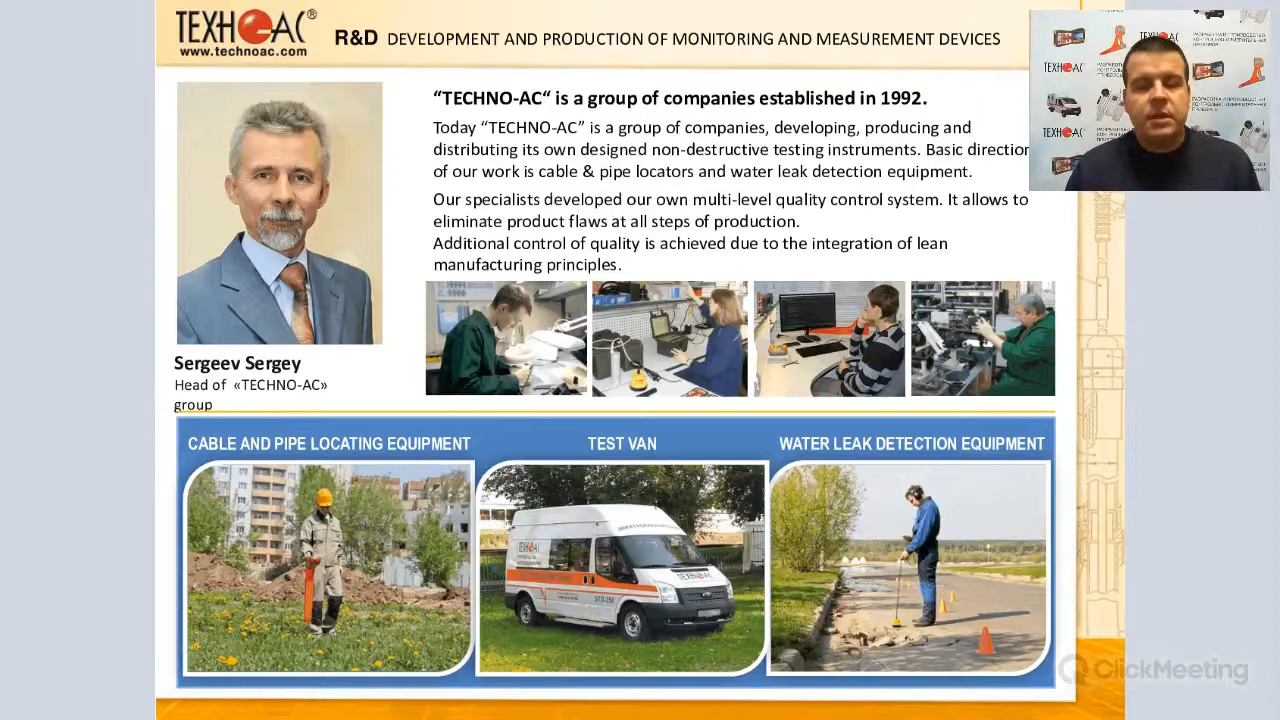 ТЕХНО-АС®
www.technoac.com
R&D DEVELOPMENT AND PRODUCTION OF MONITORING AND MEASUREMENT DEVICES
“TECHNO-AC“ is a group of companies established in 1992.
Today “TECHNO-AC” is a group of companies, developing, producing and
distributing its own designed non-destructive testing instruments. Basic direction
of our work is cable & pipe locators and water leak detection equipment.
Our specialists developed our own multi-level quality control system. It allows to
eliminate product flaws at all steps of production.
Additional control of quality is achieved due to the integration of lean
manufacturing principles.
Sergeev Sergey
Head of «TECHNO-AC»
group
CABLE AND PIPE LOCATING EQUIPMENT
TEST VAN
WATER LEAK DETECTION EQUIPMENT
ClickMeeting